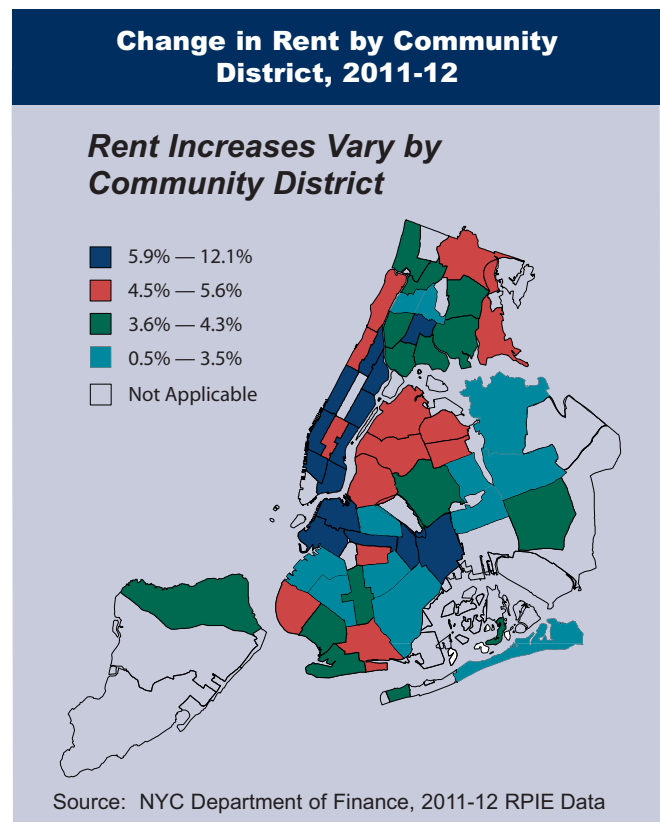 Change in Rent by Community
District, 2011-12
Rent Increases Vary by
Community District
5.9% — 12.1%
4.5% — 5.6%
3.6% — 4.3%
0.5% — 3.5%
Not Applicable
Source: NYC Department of Finance, 2011-12 RPIE Data